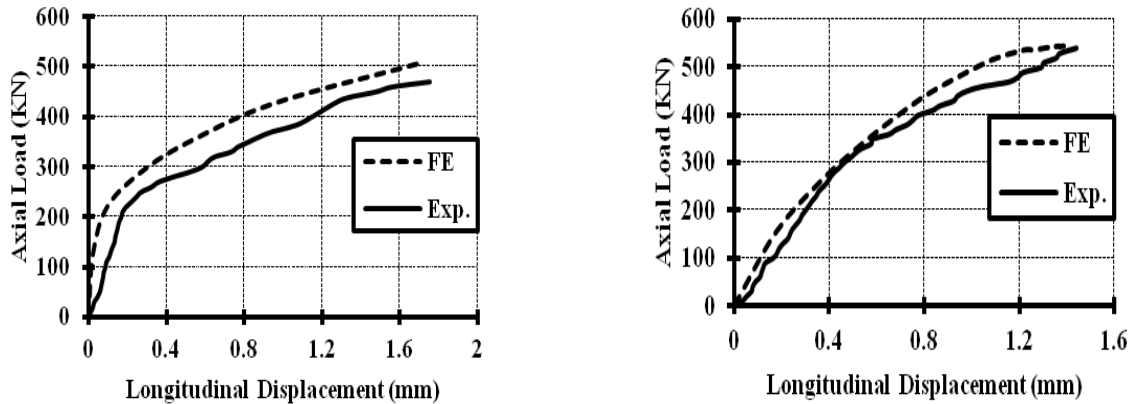 600
500
400
300
200
100
0
Axial Load (KN)
FE
Exp.
0 0.4 0.8 1.2 1.6 2
Longitudinal Displacement (mm)
600
500
400
300
200
100
0
Axial Load (KN)
FE
Exp.
0 0.4 0.8 1.2 1.6
Longitudinal Displacement (mm)